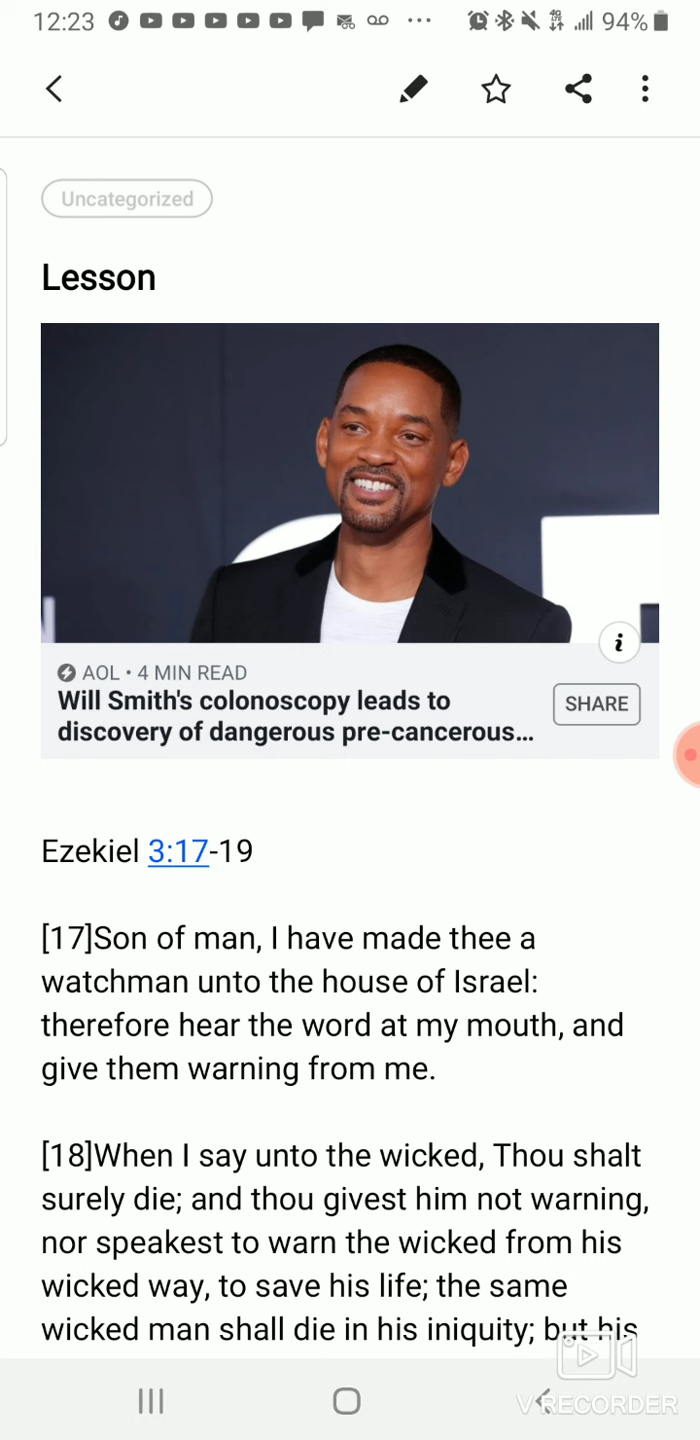 12:23
94%
Uncategorized
Lesson
AOL • 4 MIN READ
Will Smith's colonoscopy leads to
discovery of dangerous pre-cancerous...
SHARE
Ezekiel 3:17-19
[17]Son of man, I have made thee a
watchman unto the house of Israel:
therefore hear the word at my mouth, and
give them warning from me.
[18]When I say unto the wicked, Thou shalt
surely die; and thou givest him not warning,
nor speakest to warn the wicked from his
wicked way, to save his life; the same
wicked man shall die in his iniquity; but his
V RECORDER